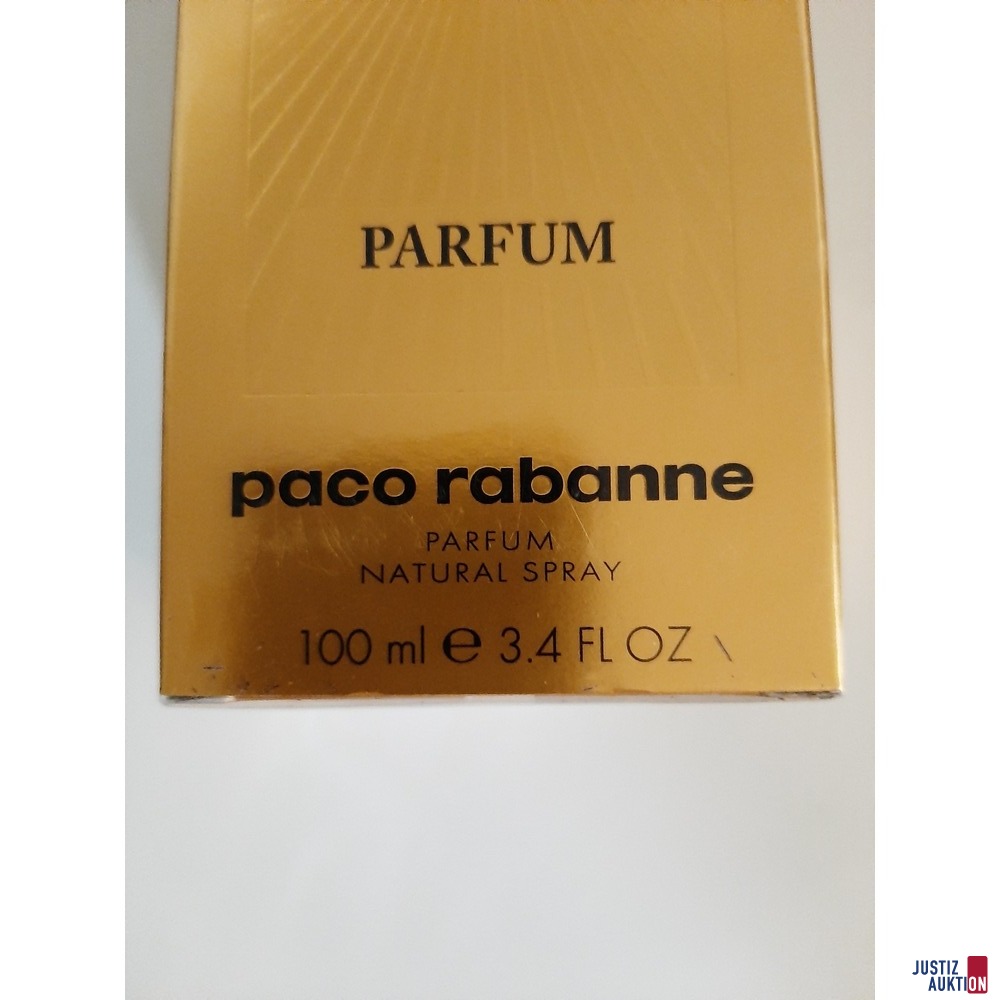 PARFUM
paco rabanne
PARFUM
NATURAL SPRAY
100 ml ℮ 3.4 FL OZ
JUSTIZ
AUKTION